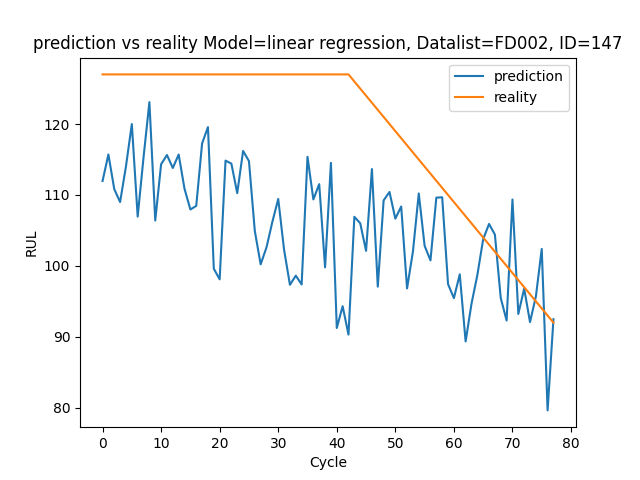 prediction vs reality Model=linear regression, Datalist=FD002, ID=147
prediction
reality
RUL
120
110
100
90
80
0 10 20 30 40 50 60 70 80
Cycle